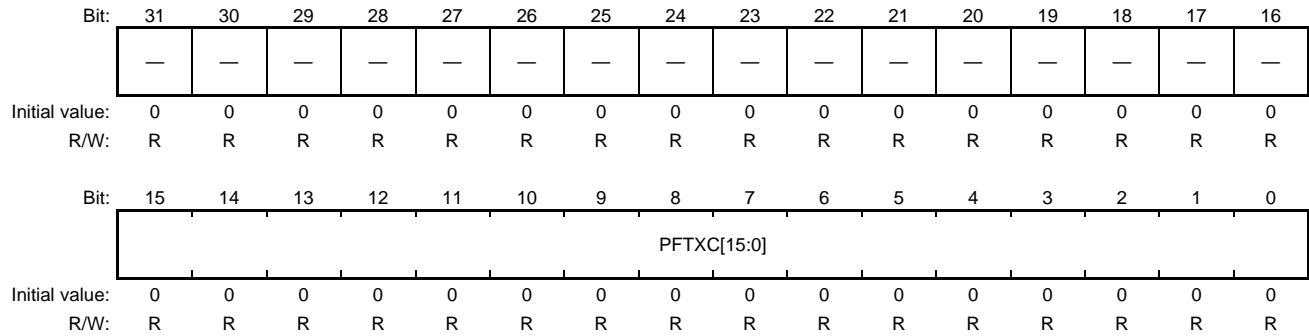 Bit: 31 30 29 28 27 26 25 24 23 22 21 20 19 18 17 16
— — — — — — — — — — — — — — — —
Initial value: 0 0 0 0 0 0 0 0 0 0 0 0 0 0 0 0
R/W: R R R R R R R R R R R R R R R R
Bit: 15 14 13 12 11 10 9 8 7 6 5 4 3 2 1 0
PFTXC[15:0]
Initial value: 0 0 0 0 0 0 0 0 0 0 0 0 0 0 0 0
R/W: R R R R R R R R R R R R R R R R